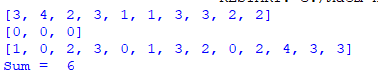 [3, 4, 2, 3, 1, 1, 3, 3, 2, 2]
[0, 0, 0]
[1, 0, 2, 3, 0, 1, 3, 2, 0, 2, 4, 3, 3]
Sum =  6